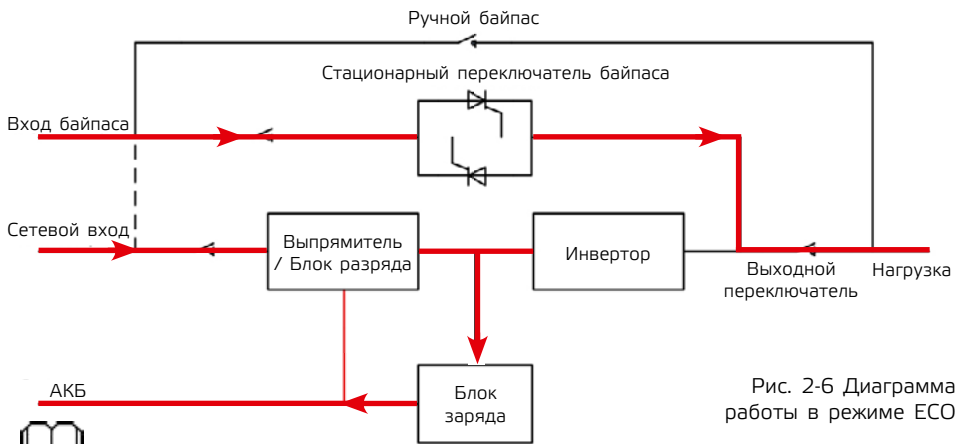 Ручной байпас
Стационарный переключатель байпаса
Вход байпаса
Сетевой вход
Выпрямитель
/ Блок разряда
Инвертор
Выходной
переключатель
Нагрузка
АКБ
Блок
заряда
Рис. 2-6 Диаграмма
работы в режиме ECO